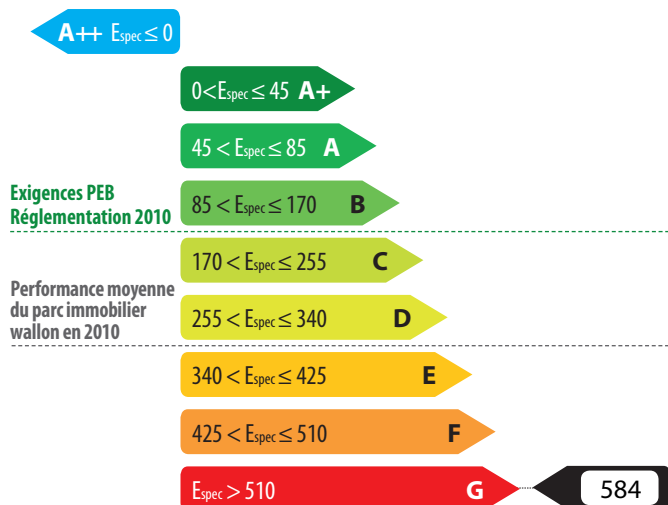 A++ Espec ≤ 0
0<Espec ≤ 45 A+
45 < Espec ≤ 85 A
Exigences PEB
Réglementation 2010
85 < Espec ≤ 170 B
170 < Espec ≤ 255 C
Performance moyenne
du parc immobilier
wallon en 2010
255 < Espec ≤ 340 D
340 < Espec ≤ 425 E
425 < Espec ≤ 510 F
Espec > 510 G 584